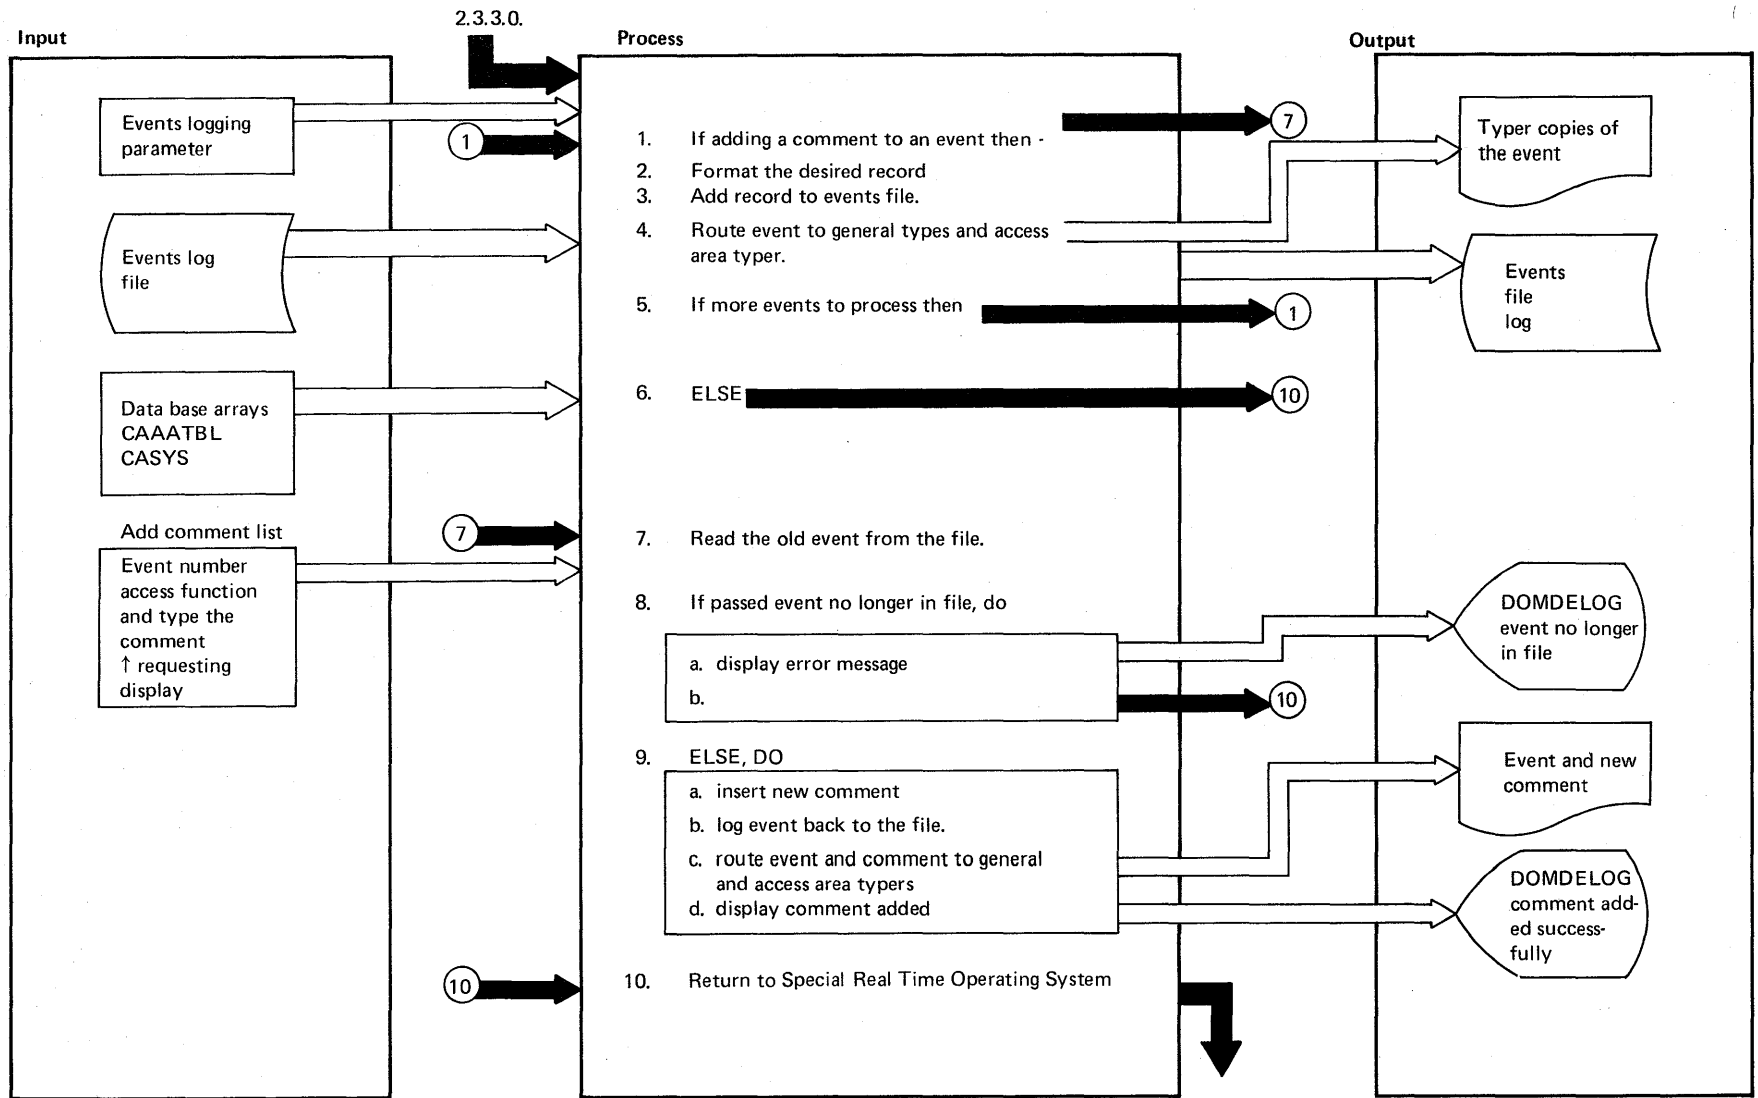 2.3.3.0.
Input
Process
Output
Events logging
parameter
1
Events log
file
Data base arrays
CAAATBL
CASYS
Add comment list
Event number
access function
and type the
comment
↑ requesting
display
7
10
1. If adding a comment to an event then -
7
2. Format the desired record
3. Add record to events file.
4. Route event to general types and access
area typer.
5. If more events to process then
1
6. ELSE
10
7. Read the old event from the file.
8. If passed event no longer in file, do
a. display error message
b.
10
9. ELSE, DO
a. insert new comment
b. log event back to the file.
c. route event and comment to general
and access area typers
d. display comment added
10. Return to Special Real Time Operating System
Typer copies of
the event
Events
file
log
DOMDELOG
event no longer
in file
Event and new
comment
DOMDELOG
comment add-
ed success-
fully